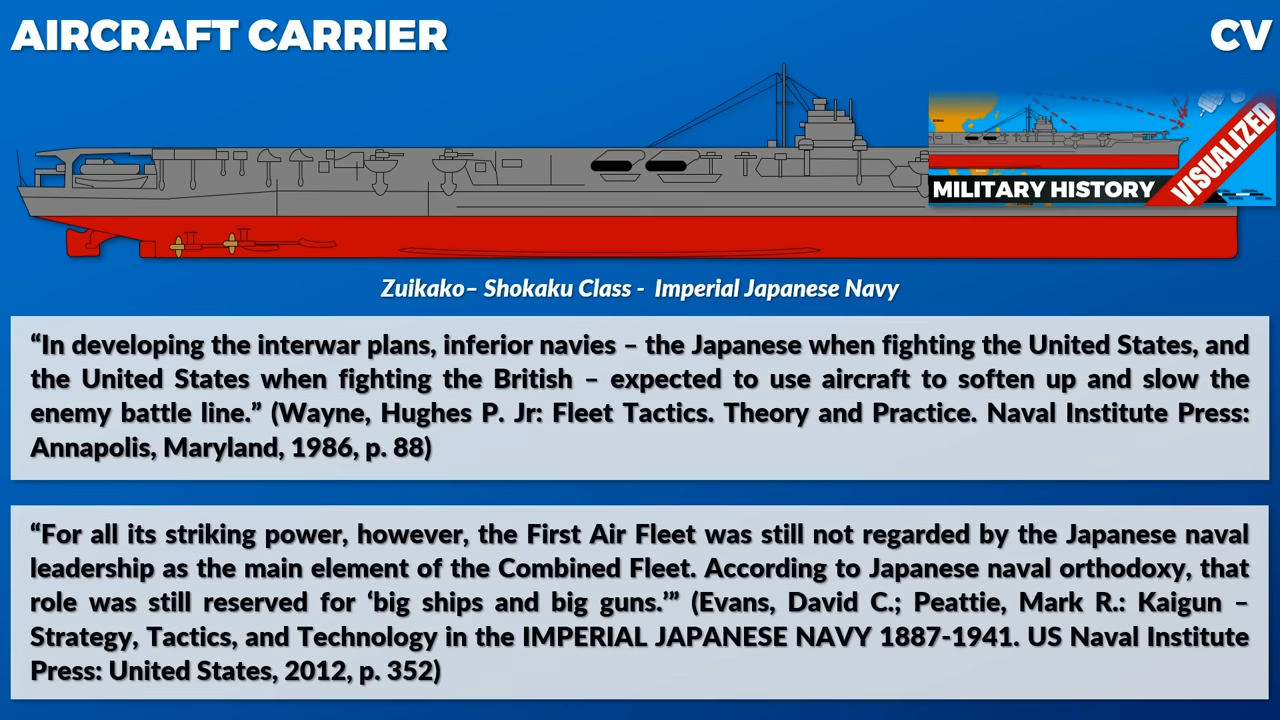 AIRCRAFT CARRIER
CV
MILITARY HISTORY
VISUALIZED
Zuikako– Shokaku Class -  Imperial Japanese Navy
“In developing the interwar plans, inferior navies – the Japanese when fighting the United States, and
the United States when fighting the British – expected to use aircraft to soften up and slow the
enemy battle line.” (Wayne, Hughes P. Jr: Fleet Tactics. Theory and Practice. Naval Institute Press:
Annapolis, Maryland, 1986, p. 88)
“For all its striking power, however, the First Air Fleet was still not regarded by the Japanese naval
leadership as the main element of the Combined Fleet. According to Japanese naval orthodoxy, that
role was still reserved for ‘big ships and big guns.’” (Evans, David C.; Peattie, Mark R.: Kaigun –
Strategy, Tactics, and Technology in the IMPERIAL JAPANESE NAVY 1887-1941. US Naval Institute
Press: United States, 2012, p. 352)